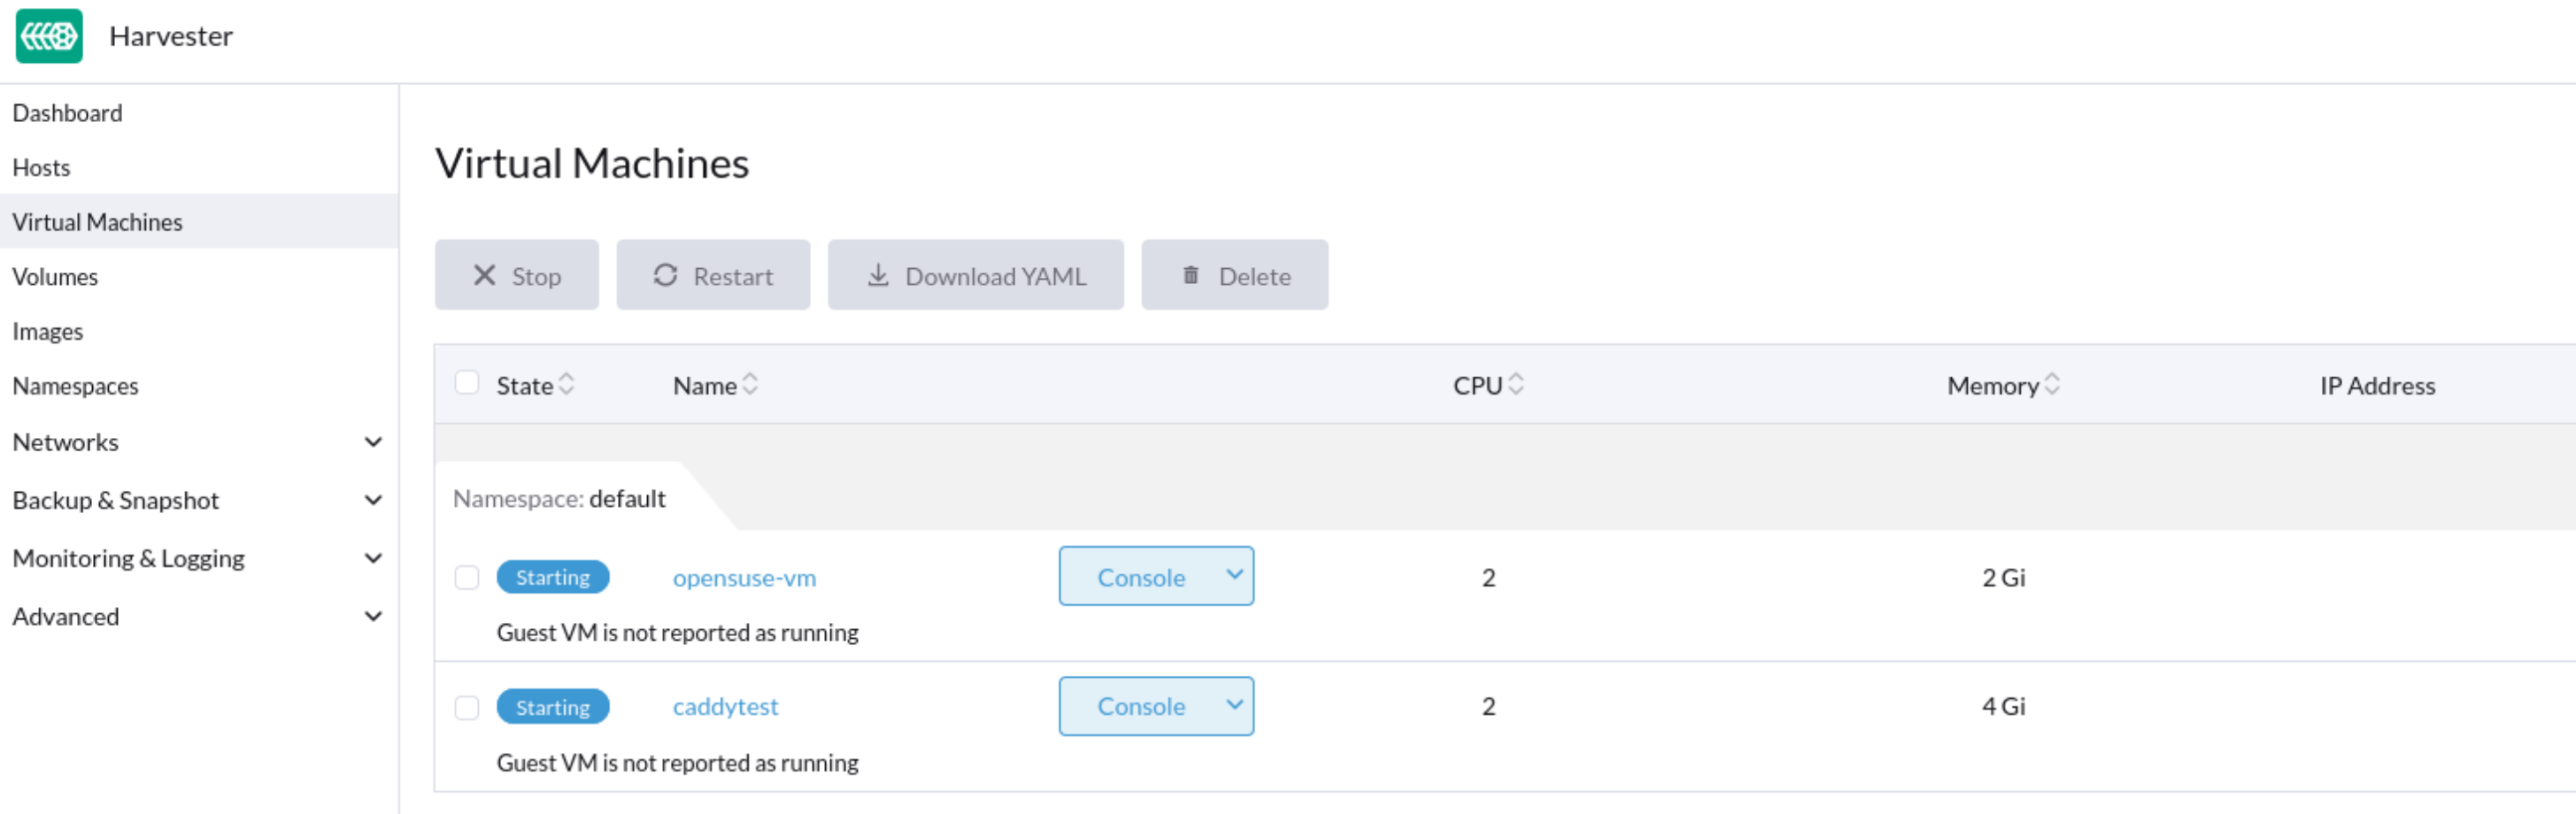 Harvester
Dashboard
Hosts
Virtual Machines
Volumes
Images
Namespaces
Networks
Backup & Snapshot
Monitoring & Logging
Advanced
Virtual Machines
Stop Restart Download YAML Delete
State Name CPU Memory IP Address
Namespace: default
Starting opensuse-vm Console 2 2 Gi
Guest VM is not reported as running
Starting caddytest Console 2 4 Gi
Guest VM is not reported as running